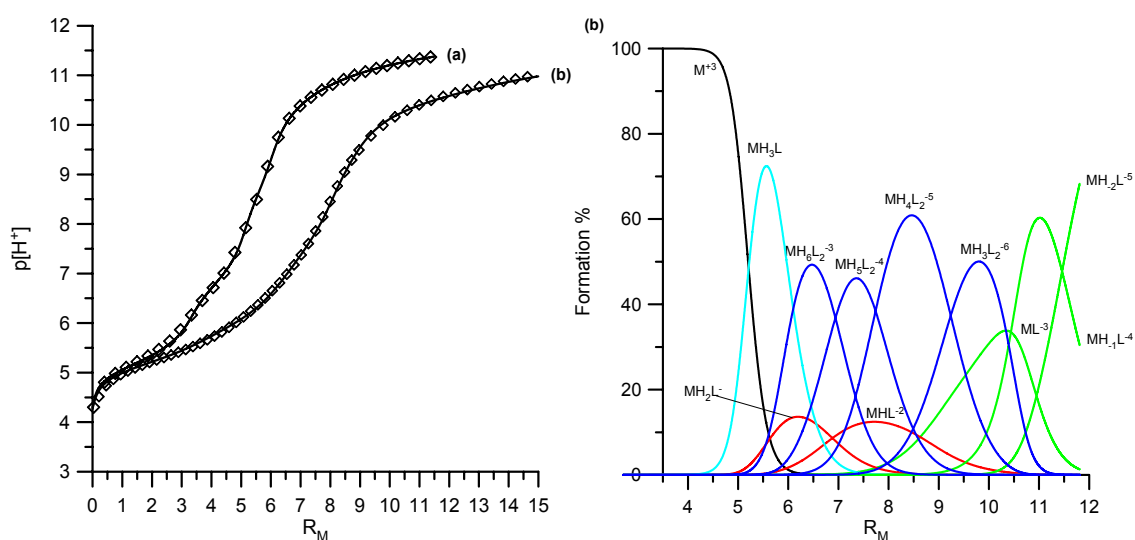 12
11
10
9
8
7
6
5
4
3
p[H+]
0 1 2 3 4 5 6 7 8 9 10 11 12 13 14 15
R_M
(a)
(b)
(b)
100
80
60
40
20
0
Formation %
4 5 6 7 8 9 10 11 12
R_M
M+3
MH3L
MH2L-
MH6L2-3
MH5L2-4
MHL-2
MH4L2-5
MH3L2-6
ML-3
MH-2L-5
MH-1L-4